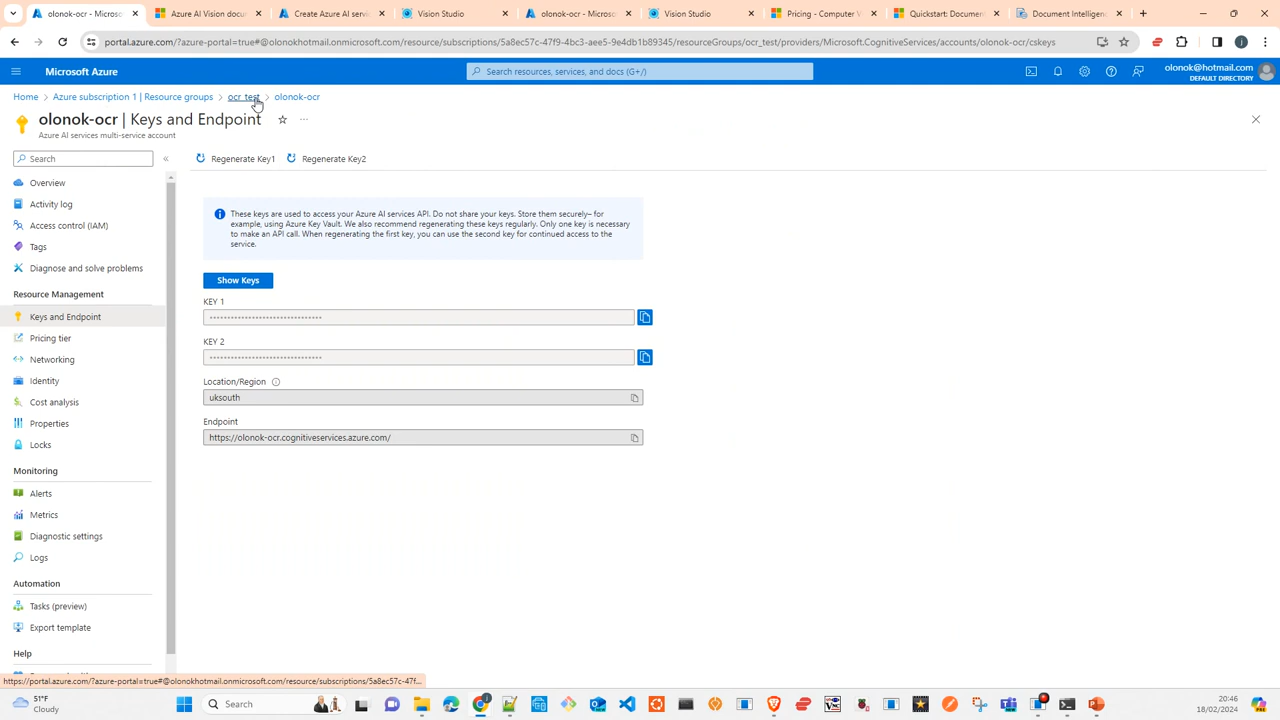 olonok-ocr - Microso
Azure AI Vision docu
Create Azure AI servi
Vision Studio
olonok-ocr - Microso
Vision Studio
Pricing - Computer V
Quickstart: Documen
Document Intelligenc
portal.azure.com/?azure-portal=true#@olonokhotmail.onmicrosoft.com/resource/subscriptions/5a8ec57c-47f9-4bc3-aee5-9e4db1b89345/resourceGroups/ocr_test/providers/Microsoft.CognitiveServices/accounts/olonok-ocr/cskeys
Microsoft Azure
Search resources, services, and docs (G+/)
olonok@hotmail.com
DEFAULT DIRECTORY
Home > Azure subscription 1 | Resource groups > ocr_test > olonok-ocr
olonok-ocr | Keys and Endpoint
Azure AI services multi-service account
Search
Regenerate Key1
Regenerate Key2
Overview
Activity log
Access control (IAM)
Tags
Diagnose and solve problems
Resource Management
Keys and Endpoint
Pricing tier
Networking
Identity
Cost analysis
Properties
Locks
Monitoring
Alerts
Metrics
Diagnostic settings
Logs
Automation
Tasks (preview)
Export template
Help
These keys are used to access your Azure AI services API. Do not share your keys. Store them securely– for
example, using Azure Key Vault. We also recommend regenerating these keys regularly. Only one key is necessary
to make an API call. When regenerating the first key, you can use the second key for continued access to the
service.
Show Keys
KEY 1
KEY 2
Location/Region
uksouth
Endpoint
https://olonok-ocr.cognitiveservices.azure.com/
https://portal.azure.com/?azure-portal=true#@olonokhotmail.onmicrosoft.com/resource/subscriptions/5a8ec57c-47f...
51°F
Cloudy
Search
20:46
18/02/2024